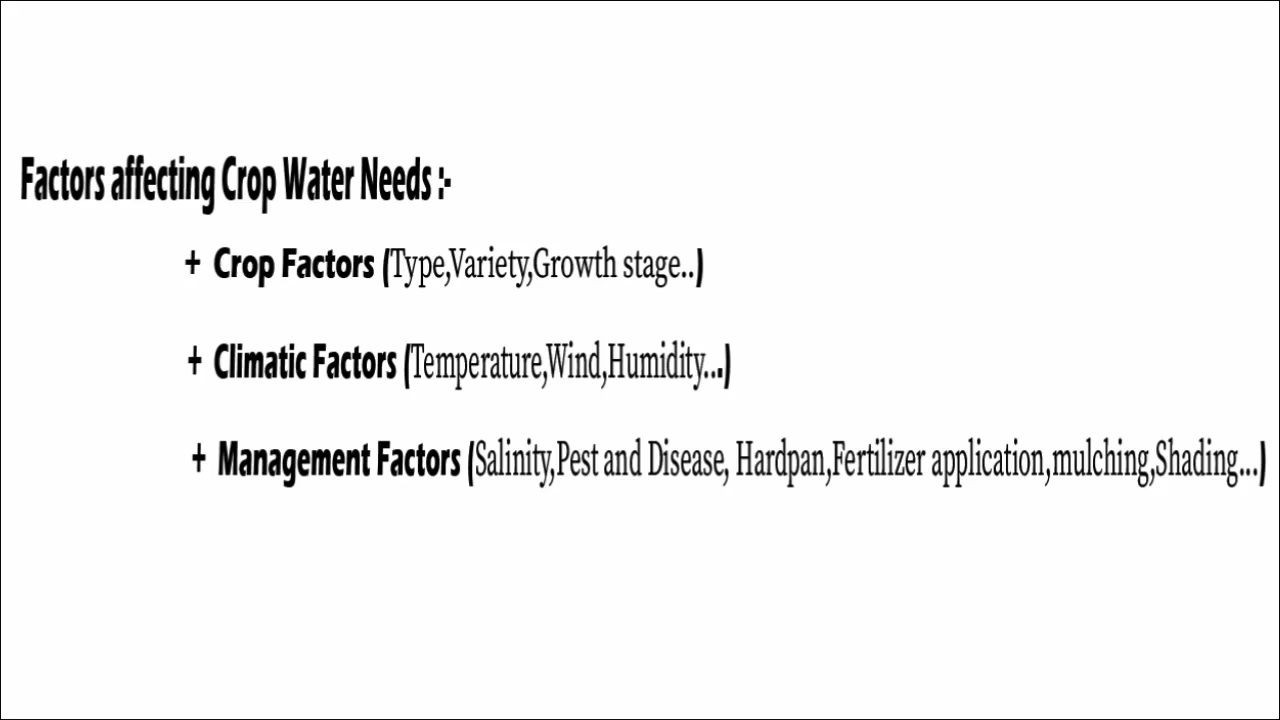 Factors affecting Crop Water Needs :-
+ Crop Factors (Type,Variety,Growth stage..)
+ Climatic Factors (Temperature,Wind,Humidity...)
+ Management Factors (Salinity,Pest and Disease, Hardpan,Fertilizer application,mulching,Shading...)